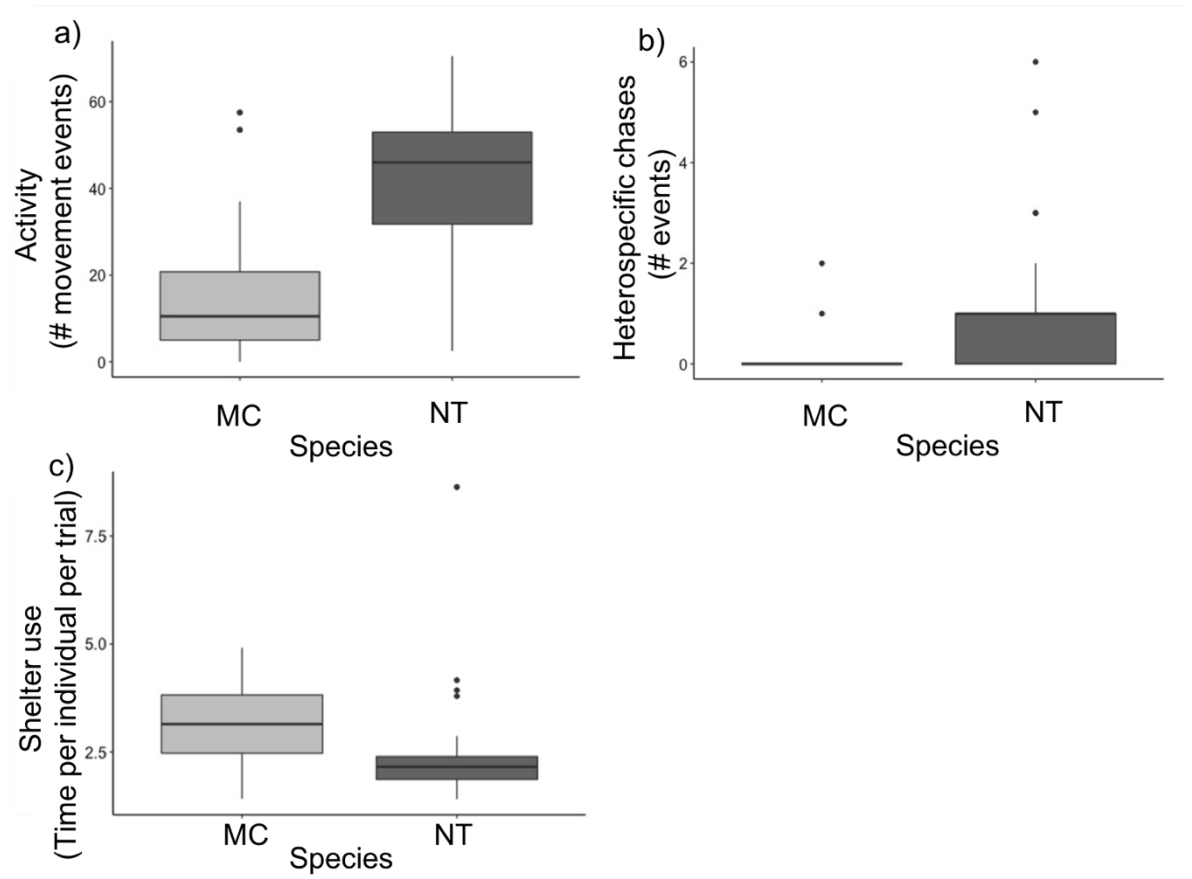 a)
Activity
(# movement events)
60
40
20
0
MC NT
Species
b)
Heterospecific chases
(# events)
6
4
2
0
MC NT
Species
c)
Shelter use
(Time per individual per trial)
7.5
5.0
2.5
MC NT
Species